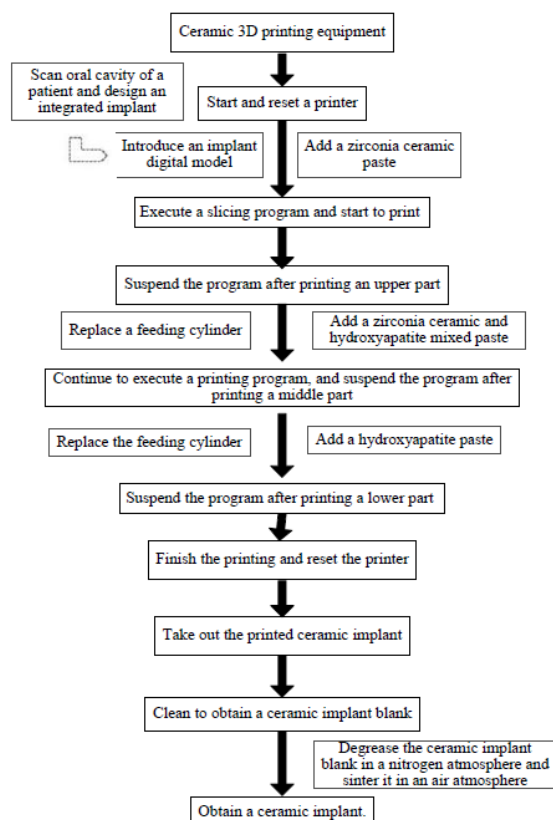 Ceramic 3D printing equipment
Scan oral cavity of a
patient and design an
integrated implant
Start and reset a printer
Introduce an implant
digital model
Add a zirconia ceramic
paste
Execute a slicing program and start to print
Suspend the program after printing an upper part
Replace a feeding cylinder
Add a zirconia ceramic and
hydroxyapatite mixed paste
Continue to execute a printing program, and suspend the program after
printing a middle part
Replace the feeding cylinder
Add a hydroxyapatite paste
Suspend the program after printing a lower part
Finish the printing and reset the printer
Take out the printed ceramic implant
Clean to obtain a ceramic implant blank
Degrease the ceramic implant
blank in a nitrogen atmosphere and
sinter it in an air atmosphere
Obtain a ceramic implant.